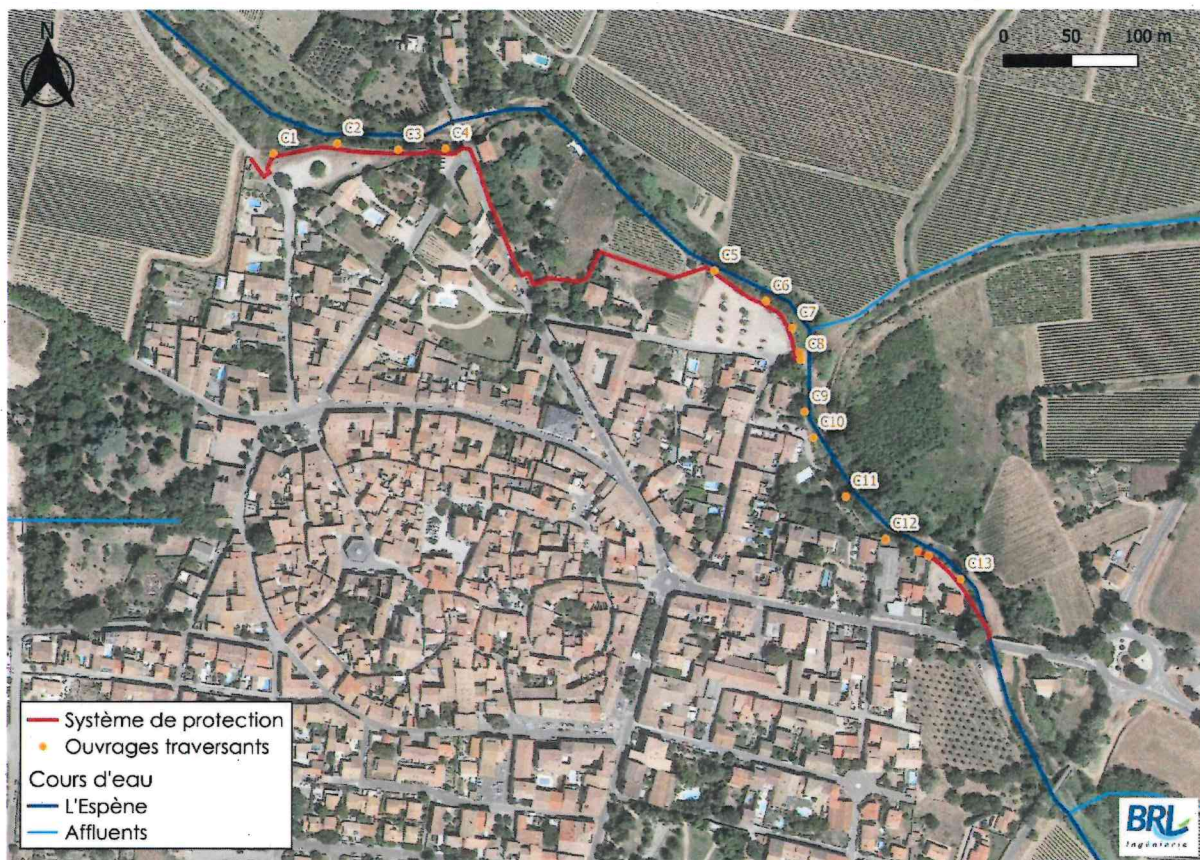 N
0 50 100 m
C1
C2
C3
C4
C5
C6
C7
C8
C9
C10
C11
C12
C13
Système de protection
Ouvrages traversants
Cours d'eau
L'Espène
Affluents
BRL
Ingénierie